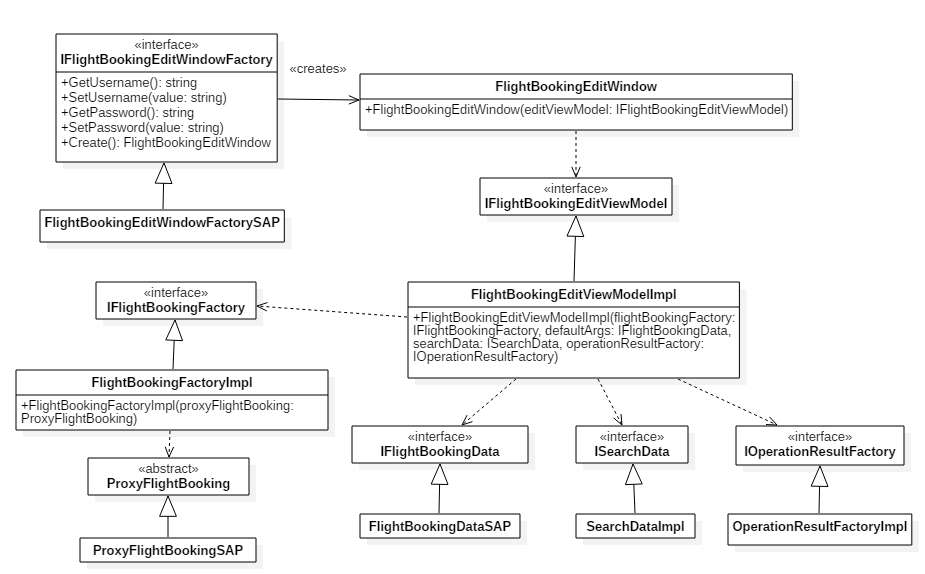 «interface»
IFlightBookingEditWindowFactory
+GetUsername(): string
+SetUsername(value: string)
+GetPassword(): string
+SetPassword(value: string)
+Create(): FlightBookingEditWindow
«creates»
FlightBookingEditWindow
+FlightBookingEditWindow(editViewModel: IFlightBookingEditViewModel)
«interface»
IFlightBookingEditViewModel
FlightBookingEditWindowFactorySAP
«interface»
IFlightBookingFactory
FlightBookingEditViewModelImpl
+FlightBookingEditViewModelImpl(flightBookingFactory:
IFlightBookingFactory, defaultArgs: IFlightBookingData,
searchData: ISearchData, operationResultFactory:
IOperationResultFactory)
FlightBookingFactoryImpl
+FlightBookingFactoryImpl(proxyFlightBooking:
ProxyFlightBooking)
«abstract»
ProxyFlightBooking
ProxyFlightBookingSAP
«interface»
IFlightBookingData
«interface»
ISearchData
«interface»
IOperationResultFactory
FlightBookingDataSAP
SearchDataImpl
OperationResultFactoryImpl